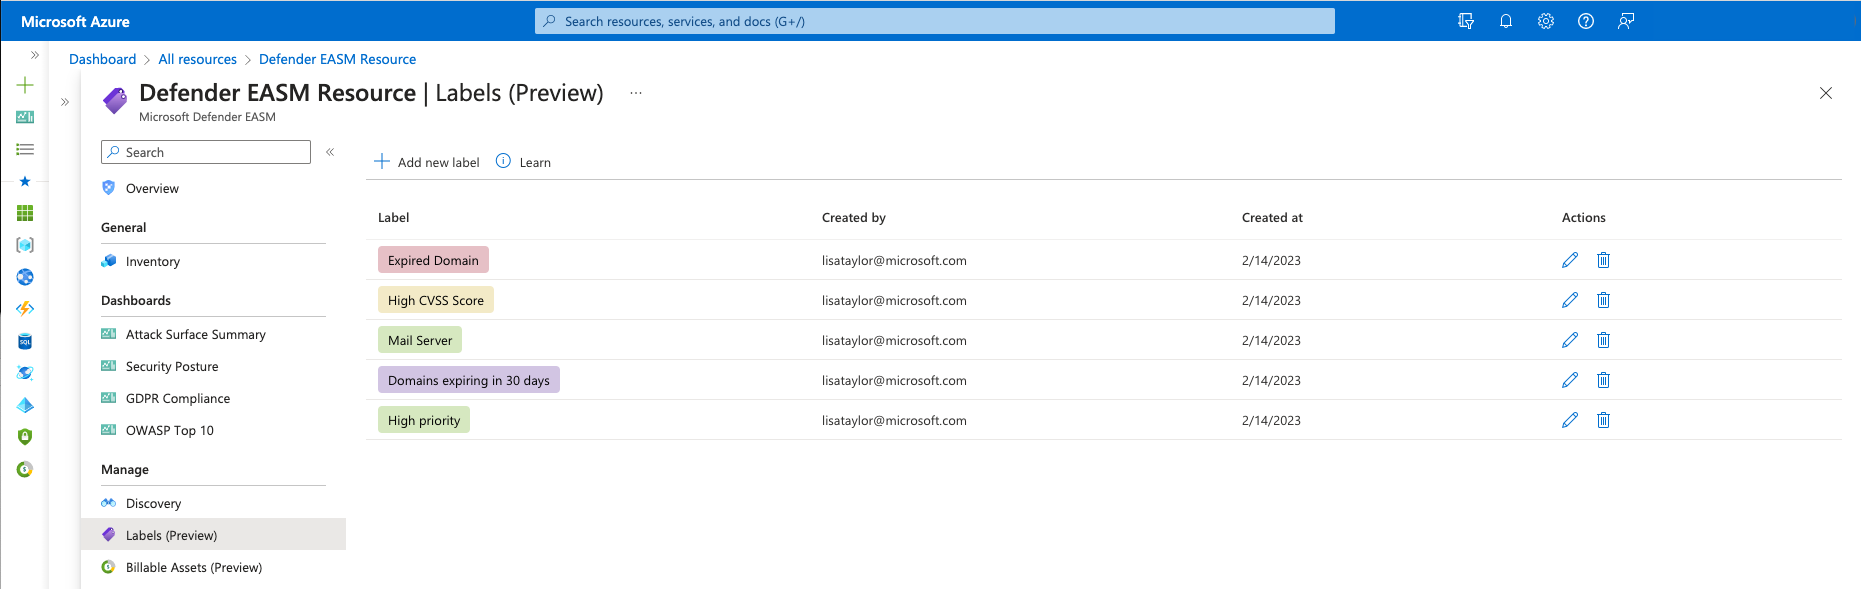 Microsoft Azure
Search resources, services, and docs (G+/)
Dashboard > All resources > Defender EASM Resource
Defender EASM Resource | Labels (Preview) ...
Microsoft Defender EASM
Search
Overview
General
Inventory
Dashboards
Attack Surface Summary
Security Posture
GDPR Compliance
OWASP Top 10
Manage
Discovery
Labels (Preview)
Billable Assets (Preview)
Add new label Learn
Label Created by Created at Actions
Expired Domain lisataylor@microsoft.com 2/14/2023
High CVSS Score lisataylor@microsoft.com 2/14/2023
Mail Server lisataylor@microsoft.com 2/14/2023
Domains expiring in 30 days lisataylor@microsoft.com 2/14/2023
High priority lisataylor@microsoft.com 2/14/2023
SQL